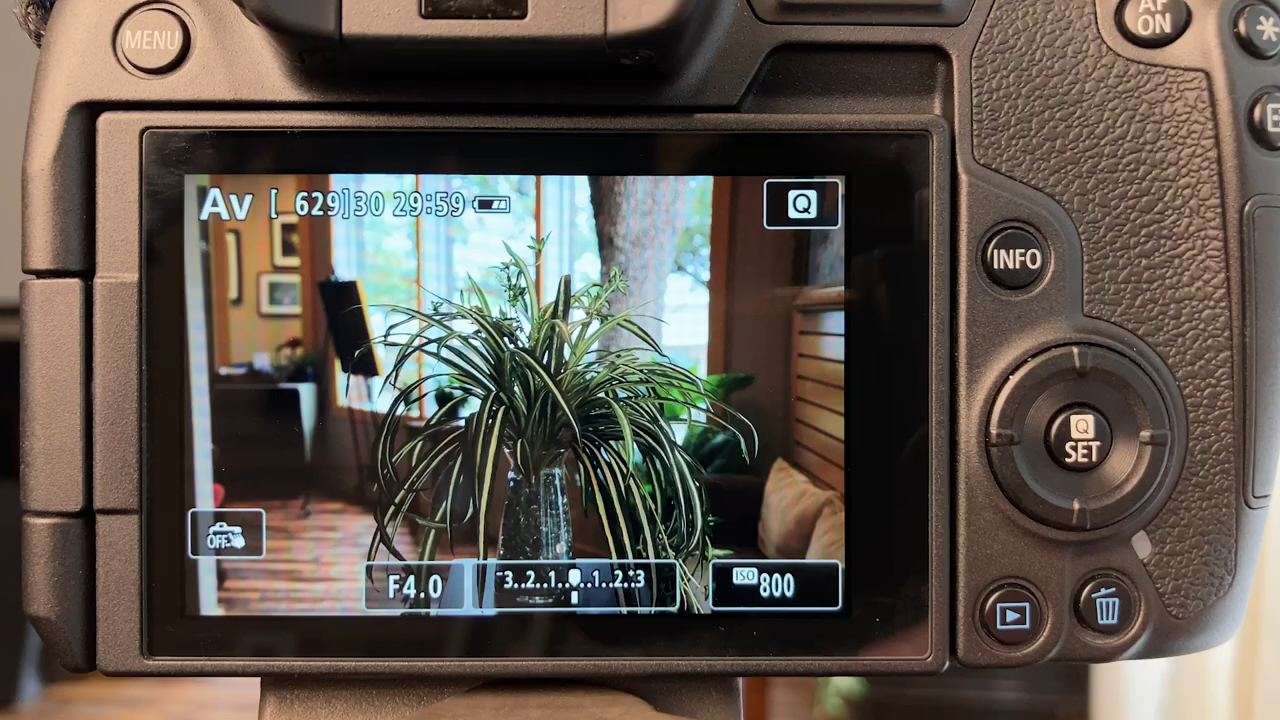 MENU
AF
ON
Av [ 629]30 29:59
Q
INFO
Q
SET
OFF
F4.0
-3..2..1..0..1..2.+3
ISO 800